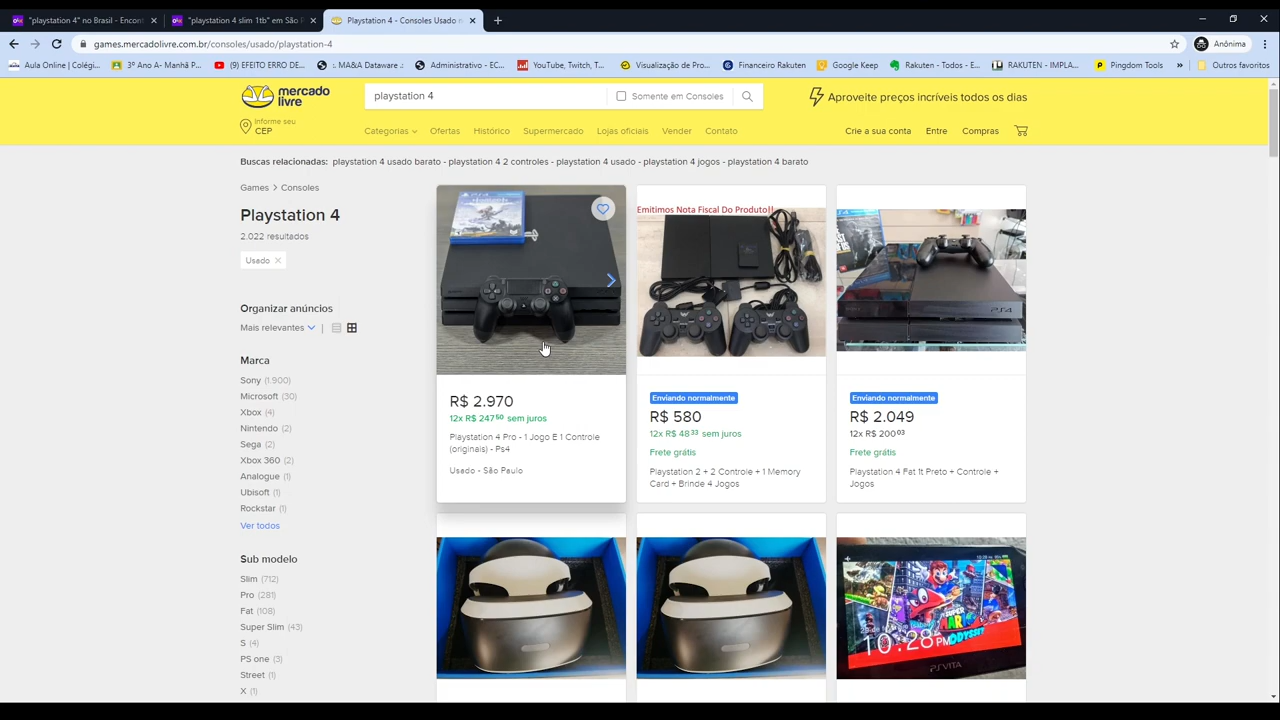 "playstation 4" no Brasil - Encont
"playstation 4 slim 1tb" em São P
Playstation 4 - Consoles Usado no
games.mercadolivre.com.br/consoles/usado/playstation-4
Anônima
Aula Online | Colégi...
3º Ano A- Manhã P...
(9) EFEITO ERRO DE...
:. MA&A Dataware .:
Administrativo - EC...
YouTube, Twitch, T...
Visualização de Pro...
Financeiro Rakuten
Google Keep
Rakuten - Todos - E...
RAKUTEN - IMPLA...
Pingdom Tools
»
Outros favoritos
mercado
livre
playstation 4
Somente em Consoles
Aproveite preços incríveis todos os dias
Informe seu
CEP
Categorias
Ofertas
Histórico
Supermercado
Lojas oficiais
Vender
Contato
Crie a sua conta
Entre
Compras
Buscas relacionadas: playstation 4 usado barato - playstation 4 2 controles - playstation 4 usado - playstation 4 jogos - playstation 4 barato
Games > Consoles
Playstation 4
2.022 resultados
Usado ×
Organizar anúncios
Mais relevantes
Marca
Sony (1.900)
Microsoft (30)
Xbox (4)
Nintendo (2)
Sega (2)
Xbox 360 (2)
Analogue (1)
Ubisoft (1)
Rockstar (1)
Ver todos
Sub modelo
Slim (712)
Pro (281)
Fat (108)
Super Slim (43)
S (4)
PS one (3)
Street (1)
X (1)
R$ 2.970
12x R$ 247 50 sem juros
Playstation 4 Pro - 1 Jogo E 1 Controle
(originais) - Ps4
Usado - São Paulo
Emitimos Nota Fiscal Do Produto!!
Enviando normalmente
R$ 580
12x R$ 48 33 sem juros
Frete grátis
Playstation 2 + 2 Controle + 1 Memory
Card + Brinde 4 Jogos
PS4
Enviando normalmente
R$ 2.049
12x R$ 200 03
Frete grátis
Playstation 4 Fat 1t Preto + Controle +
Jogos
SUPER
MARIO
ODYSSEY
10:28 PM
PSVITA